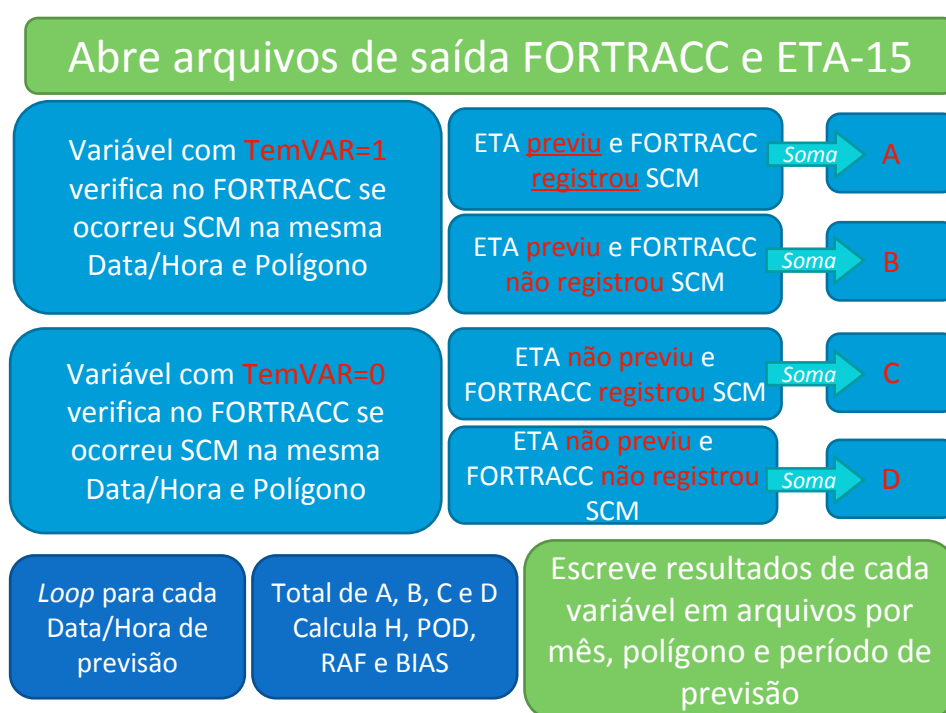 Abre arquivos de saída FORTRACC e ETA-15
Variável com TemVAR=1
verifica no FORTRACC se
ocorreu SCM na mesma
Data/Hora e Polígono
ETA previu e FORTRACC
registrou SCM
Soma
A
ETA previu e FORTRACC
não registrou SCM
Soma
B
Variável com TemVAR=0
verifica no FORTRACC se
ocorreu SCM na mesma
Data/Hora e Polígono
ETA não previu e
FORTRACC registrou SCM
Soma
C
ETA não previu e
FORTRACC não registrou
SCM
Soma
D
Loop para cada
Data/Hora de
previsão
Total de A, B, C e D
Calcula H, POD,
RAF e BIAS
Escreve resultados de cada
variável em arquivos por
mês, polígono e período de
previsão